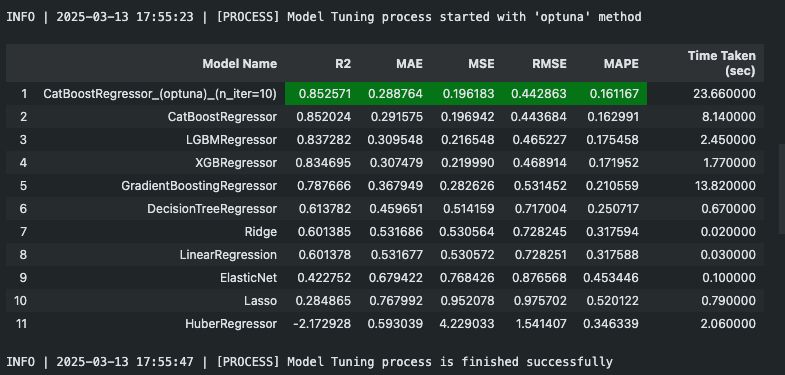 INFO | 2025-03-13 17:55:23 | [PROCESS] Model Tuning process started with 'optuna' method
Model Name R2 MAE MSE RMSE MAPE Time Taken
(sec)
1 CatBoostRegressor_(optuna)_(n_iter=10) 0.852571 0.288764 0.196183 0.442863 0.161167 23.660000
2 CatBoostRegressor 0.852024 0.291575 0.196942 0.443684 0.162991 8.140000
3 LGBMRegressor 0.837282 0.309548 0.216548 0.465227 0.175458 2.450000
4 XGBRegressor 0.834695 0.307479 0.219990 0.468914 0.171952 1.770000
5 GradientBoostingRegressor 0.787666 0.367949 0.282626 0.531452 0.210559 13.820000
6 DecisionTreeRegressor 0.613782 0.459651 0.514159 0.717004 0.250717 0.670000
7 Ridge 0.601385 0.531686 0.530564 0.728245 0.317594 0.020000
8 LinearRegression 0.601378 0.531677 0.530572 0.728251 0.317588 0.030000
9 ElasticNet 0.422752 0.679422 0.768426 0.876568 0.453446 0.100000
10 Lasso 0.284865 0.767992 0.952078 0.975702 0.520122 0.790000
11 HuberRegressor -2.172928 0.593039 4.229033 1.541407 0.346339 2.060000
INFO | 2025-03-13 17:55:47 | [PROCESS] Model Tuning process is finished successfully